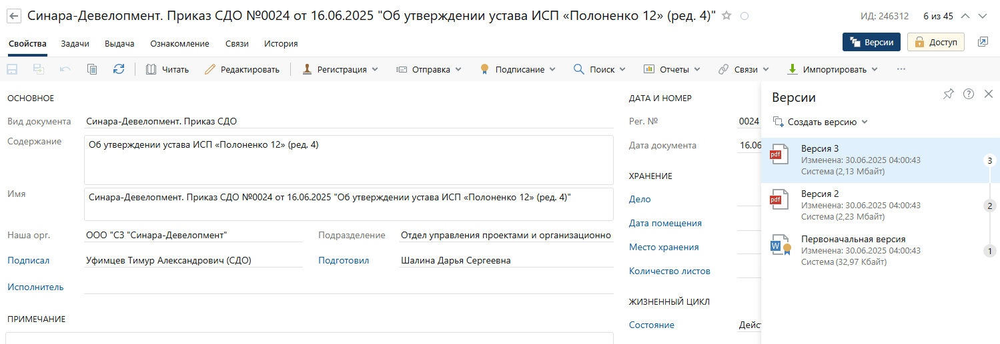 Синара-Девелопмент. Приказ СДО №0024 от 16.06.2025 "Об утверждении устава ИСП «Полоненко 12» (ред. 4)"
ИД: 246312
6 из 45
Свойства
Задачи
Выдача
Ознакомление
Связи
История
Версии
Доступ
Читать
Редактировать
Регистрация
Отправка
Подписание
Поиск
Отчеты
Связи
Импортировать
ОСНОВНОЕ
Вид документа
Синара-Девелопмент. Приказ СДО
Содержание
Об утверждении устава ИСП «Полоненко 12» (ред. 4)
Имя
Синара-Девелопмент. Приказ СДО №0024 от 16.06.2025 "Об утверждении устава ИСП «Полоненко 12» (ред. 4)"
Наша орг.
ООО "СЗ "Синара-Девелопмент"
Подразделение
Отдел управления проектами и организационно
Подписал
Уфимцев Тимур Александрович (СДО)
Подготовил
Шалина Дарья Сергеевна
Исполнитель
ПРИМЕЧАНИЕ
ДАТА И НОМЕР
Рег. №
0024
Дата документа
16.06
ХРАНЕНИЕ
Дело
Дата помещения
Место хранения
Количество листов
ЖИЗНЕННЫЙ ЦИКЛ
Состояние
Дейс
Версии
Создать версию
pdf
Версия 3
Изменена: 30.06.2025 04:00:43
Система (2,13 Мбайт)
3
pdf
Версия 2
Изменена: 30.06.2025 04:00:43
Система (2,23 Мбайт)
2
W
Первоначальная версия
Изменена: 30.06.2025 04:00:43
Система (32,97 Кбайт)
1